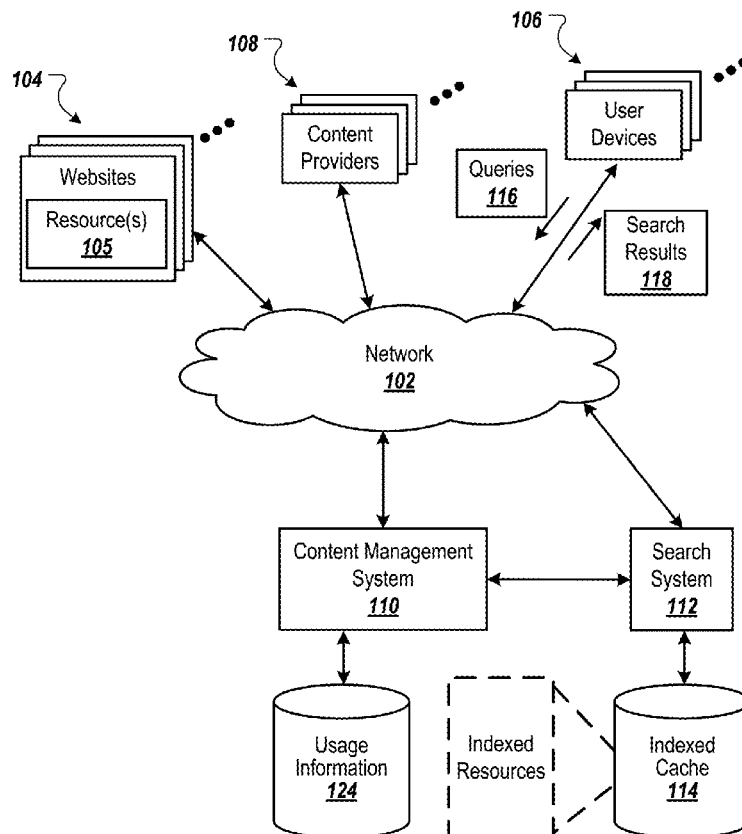 108
106
104
User
Devices
Content
Providers
Websites
Queries
116
Resource(s)
105
Search
Results
118
Network
102
Content Management
System
110
Search
System
112
Usage
Information
124
Indexed
Resources
Indexed
Cache
114